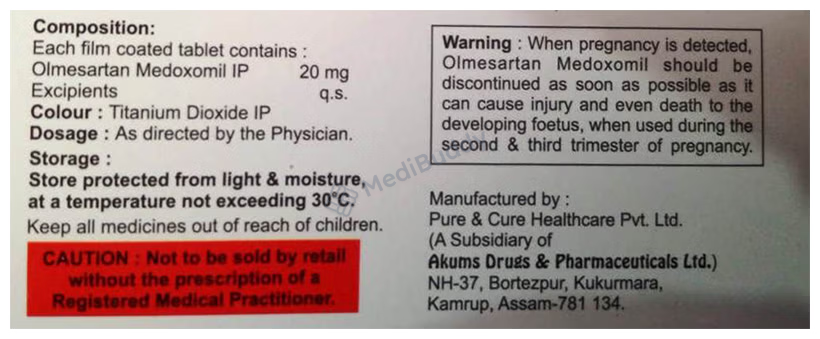 Composition:
Each film coated tablet contains :
Olmesartan Medoxomil IP 20 mg
Excipients q.s.
Colour : Titanium Dioxide IP
Dosage : As directed by the Physician.
Storage :
Store protected from light & moisture,
at a temperature not exceeding 30°C.
Keep all medicines out of reach of children.
CAUTION : Not to be sold by retail
without the prescription of a
Registered Medical Practitioner.
Warning : When pregnancy is detected,
Olmesartan Medoxomil should be
discontinued as soon as possible as it
can cause injury and even death to the
developing foetus, when used during the
second & third trimester of pregnancy.
Manufactured by :
Pure & Cure Healthcare Pvt. Ltd.
(A Subsidiary of
Akums Drugs & Pharmaceuticals Ltd.)
NH-37, Bortezpur, Kukurmara,
Kamrup, Assam-781 134.
MediBuddy